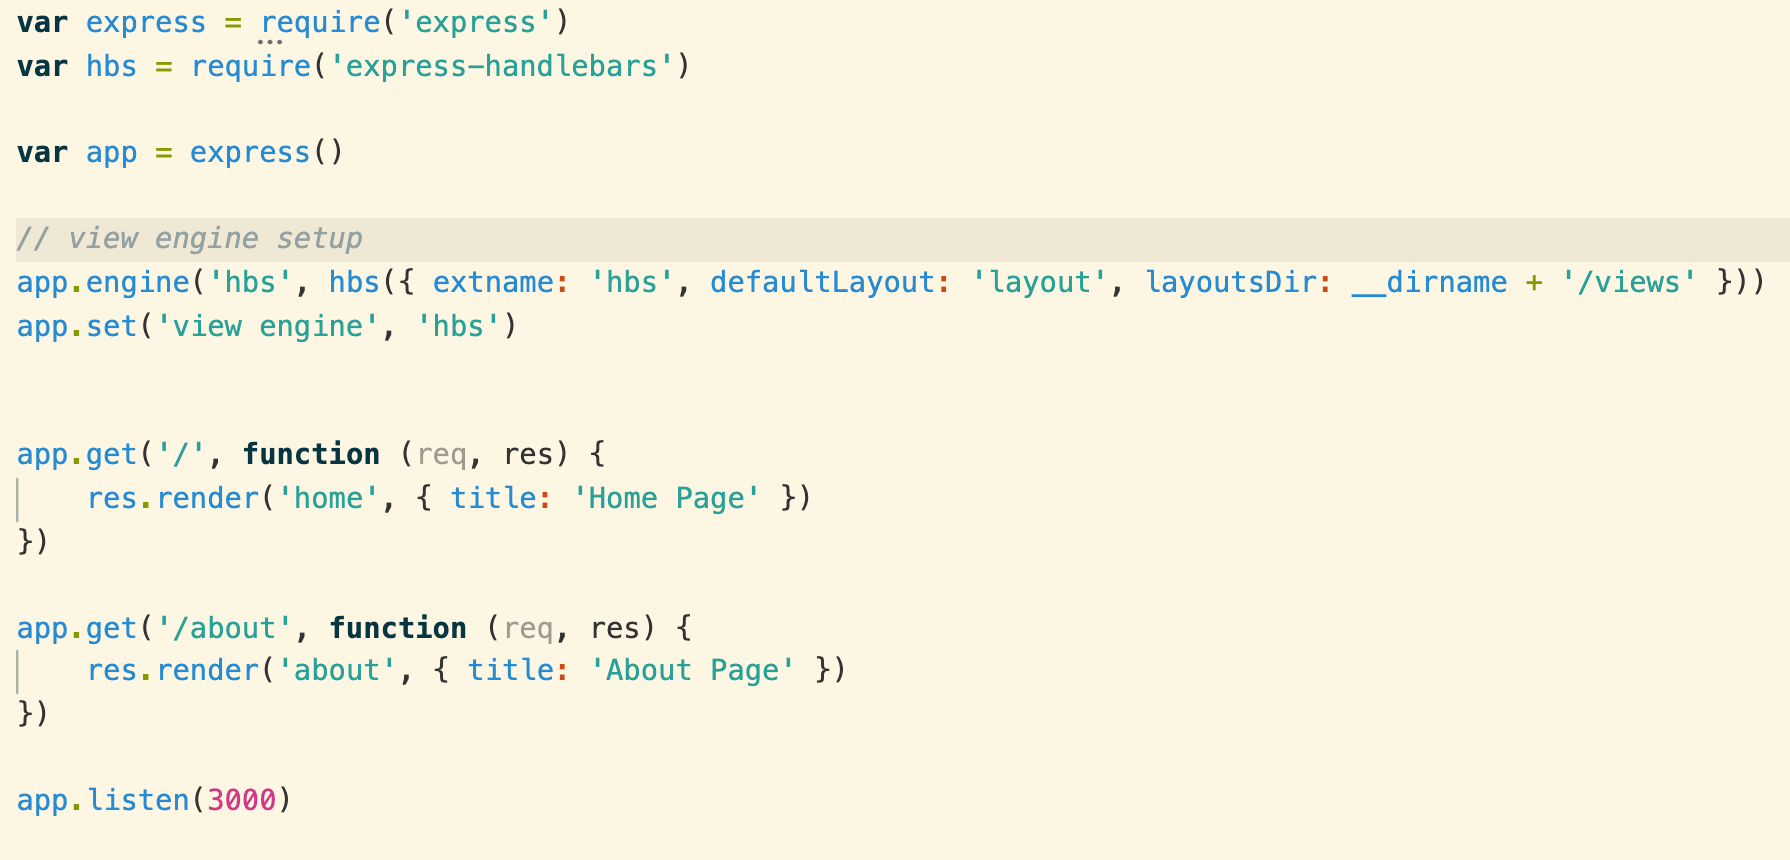 var express = require('express')
var hbs = require('express-handlebars')
var app = express()
// view engine setup
app.engine('hbs', hbs({ extname: 'hbs', defaultLayout: 'layout', layoutsDir: __dirname + '/views' }))
app.set('view engine', 'hbs')
app.get('/', function (req, res) {
    res.render('home', { title: 'Home Page' })
})
app.get('/about', function (req, res) {
    res.render('about', { title: 'About Page' })
})
app.listen(3000)